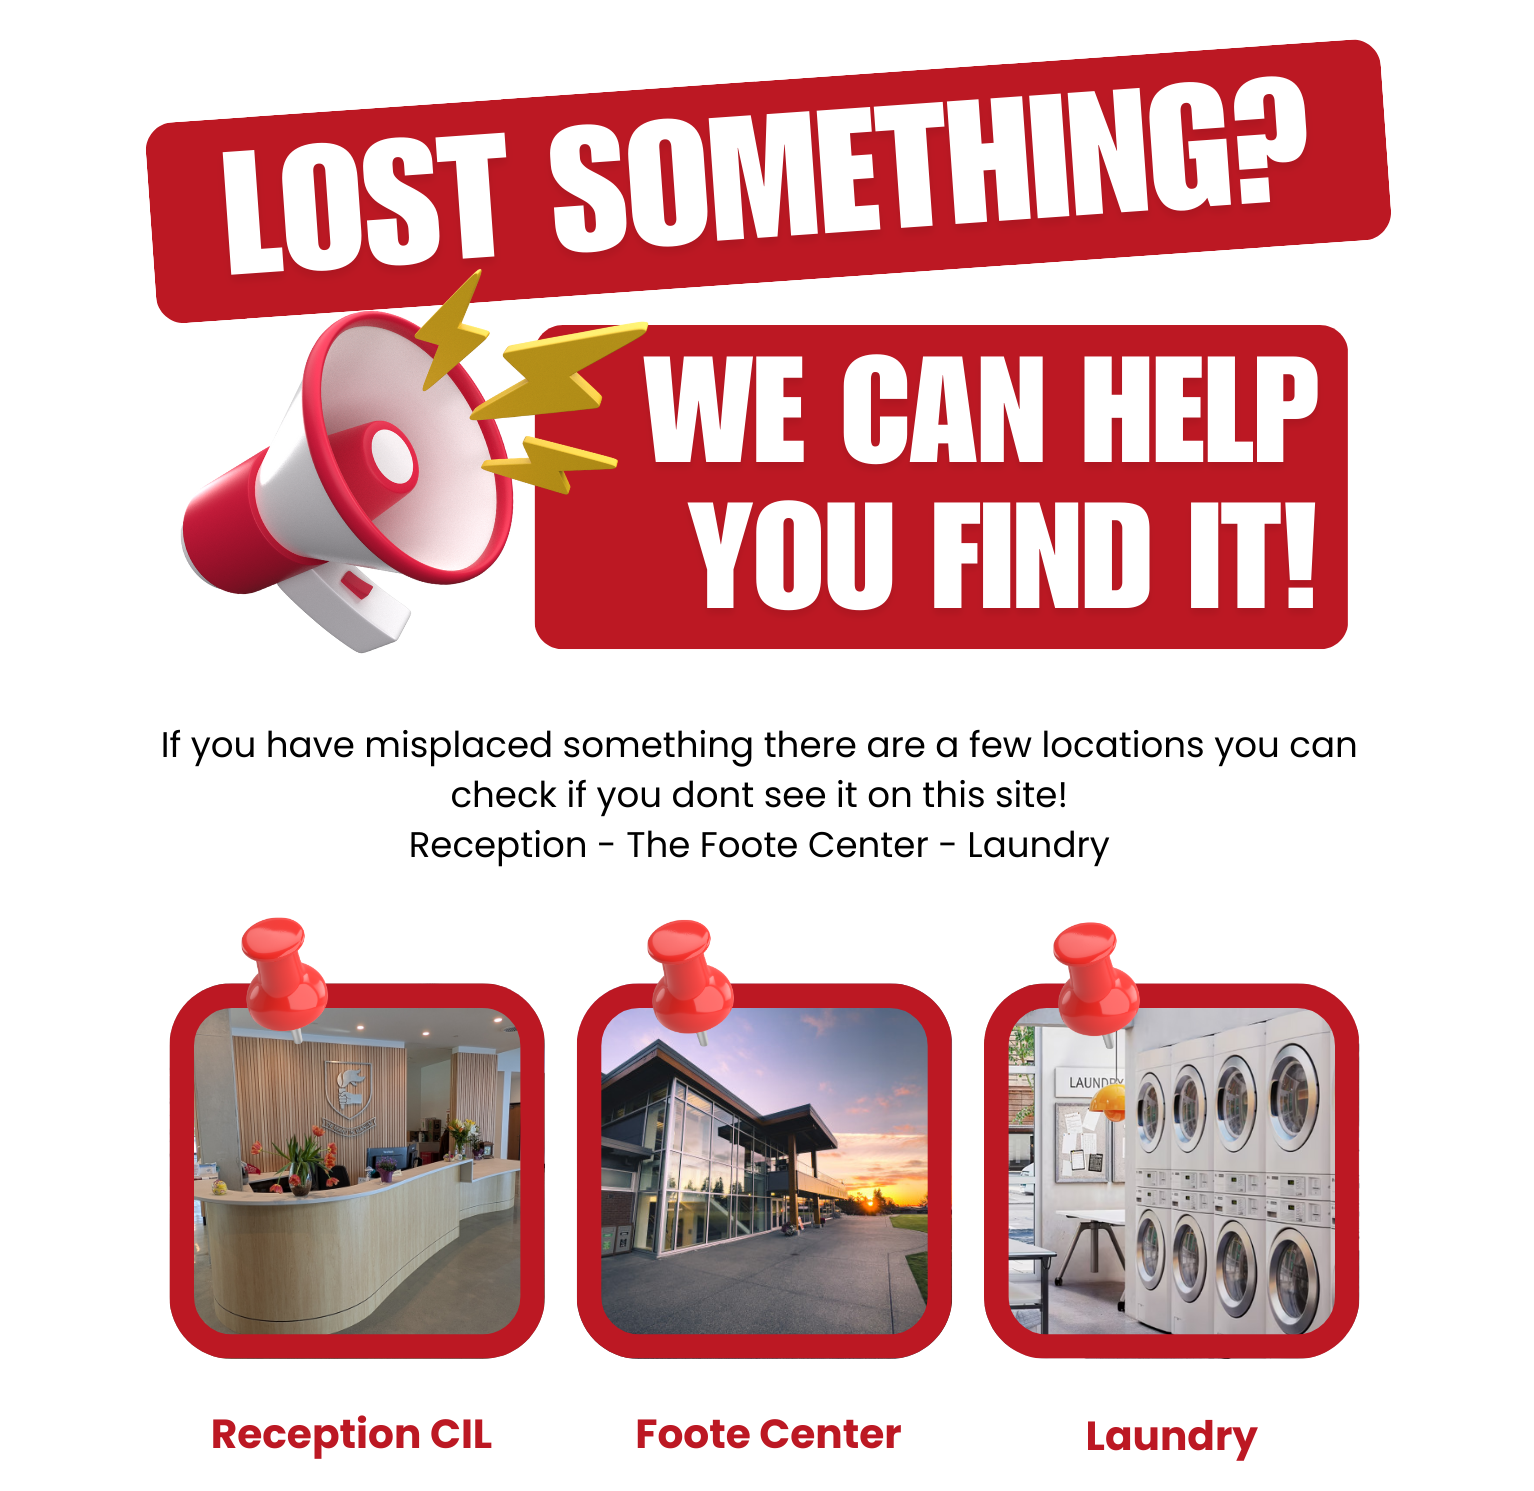 LOST SOMETHING?
WE CAN HELP
YOU FIND IT!
If you have misplaced something there are a few locations you can
check if you dont see it on this site!
Reception - The Foote Center - Laundry
LAUNDRY
Reception CIL
Foote Center
Laundry